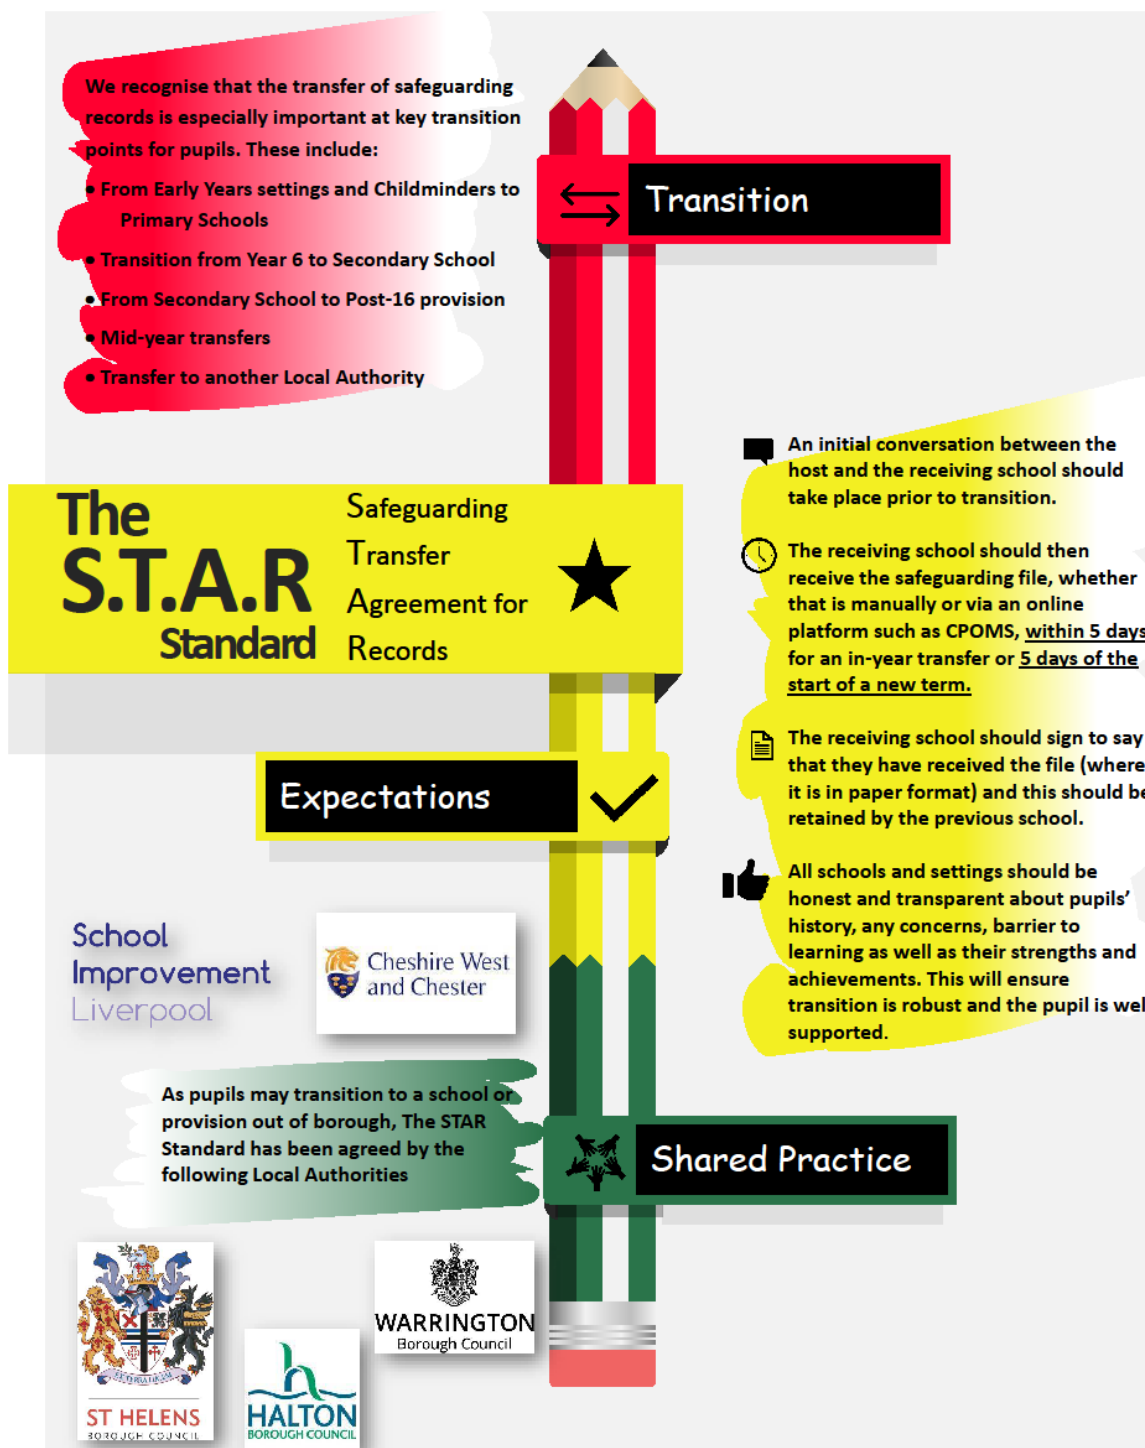 We recognise that the transfer of safeguarding
records is especially important at key transition
points for pupils. These include:
• From Early Years settings and Childminders to
Primary Schools
• Transition from Year 6 to Secondary School
• From Secondary School to Post-16 provision
• Mid-year transfers
• Transfer to another Local Authority
Transition
The
S.T.A.R
Standard
Safeguarding
Transfer
Agreement for
Records
An initial conversation between the
host and the receiving school should
take place prior to transition.
The receiving school should then
receive the safeguarding file, whether
that is manually or via an online
platform such as CPOMS, within 5 days
for an in-year transfer or 5 days of the
start of a new term.
The receiving school should sign to say
that they have received the file (where
it is in paper format) and this should be
retained by the previous school.
All schools and settings should be
honest and transparent about pupils’
history, any concerns, barrier to
learning as well as their strengths and
achievements. This will ensure
transition is robust and the pupil is well
supported.
Expectations
School
Improvement
Liverpool
Cheshire West
and Chester
As pupils may transition to a school or
provision out of borough, The STAR
Standard has been agreed by the
following Local Authorities
Shared Practice
ST HELENS
BOROUGH COUNCIL
HALTON
BOROUGH COUNCIL
WARRINGTON
Borough Council